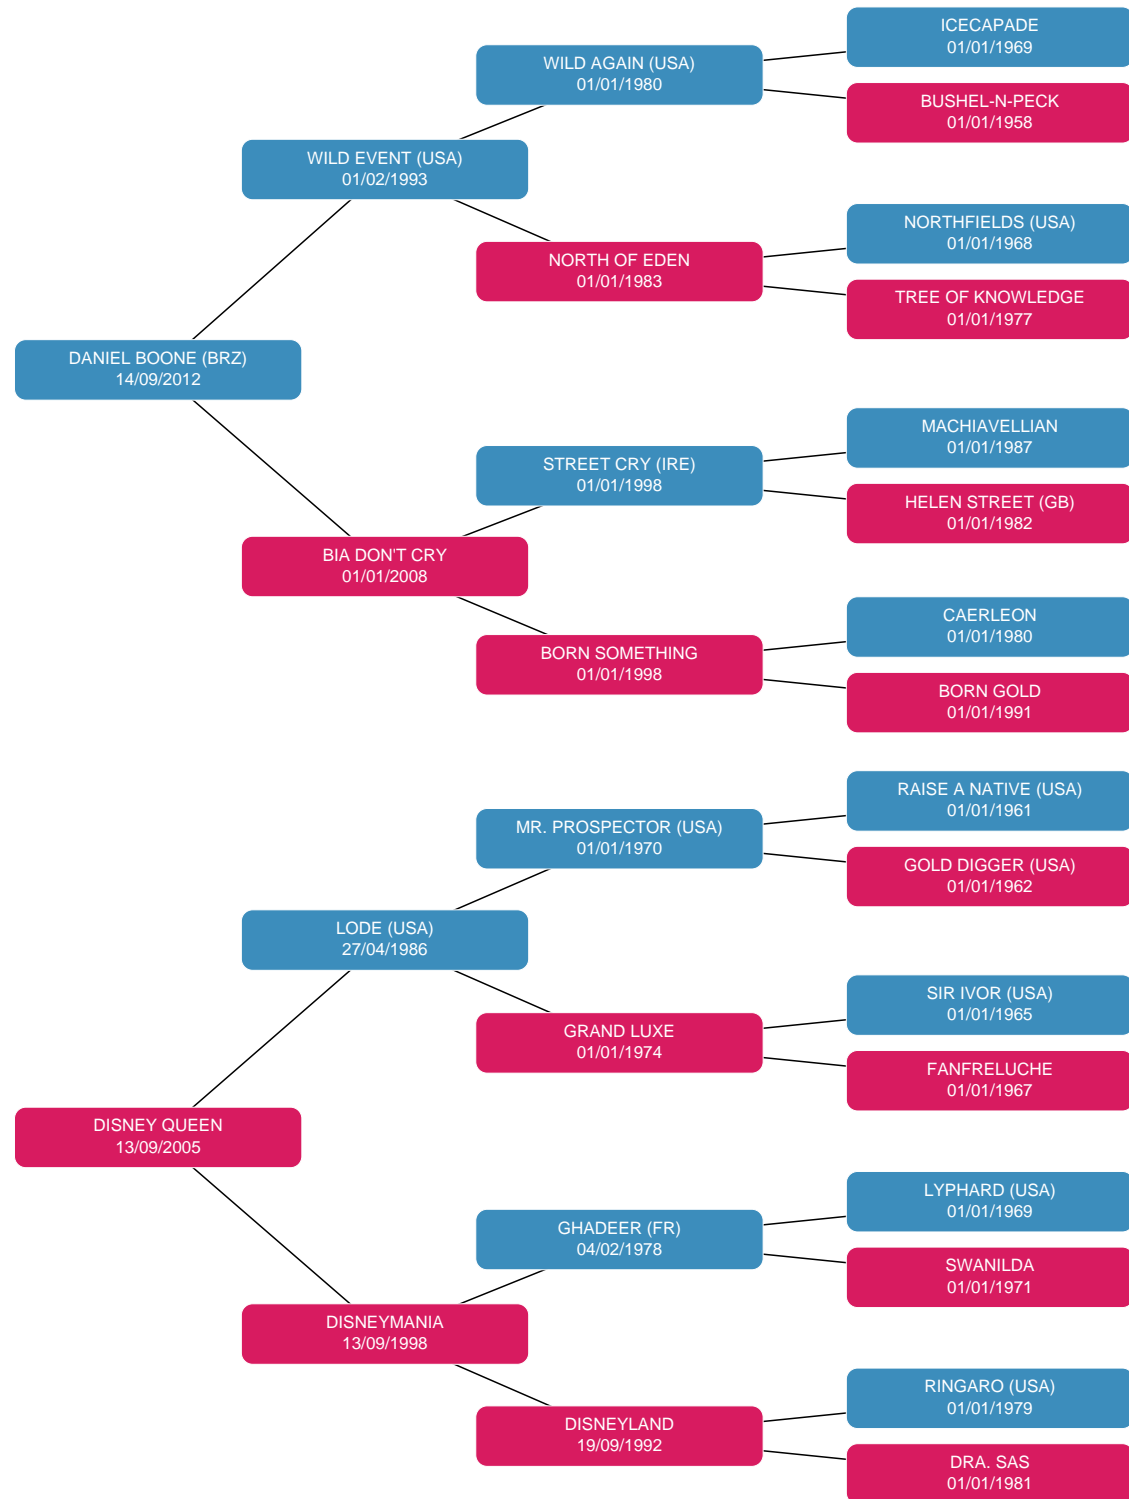 ICECAPADE
01/01/1969
WILD AGAIN (USA)
01/01/1980
BUSHEL-N-PECK
01/01/1958
WILD EVENT (USA)
01/02/1993
NORTHFIELDS (USA)
01/01/1968
NORTH OF EDEN
01/01/1983
TREE OF KNOWLEDGE
01/01/1977
DANIEL BOONE (BRZ)
14/09/2012
MACHIAVELLIAN
01/01/1987
STREET CRY (IRE)
01/01/1998
HELEN STREET (GB)
01/01/1982
BIA DON'T CRY
01/01/2008
CAERLEON
01/01/1980
BORN SOMETHING
01/01/1998
BORN GOLD
01/01/1991
RAISE A NATIVE (USA)
01/01/1961
MR. PROSPECTOR (USA)
01/01/1970
GOLD DIGGER (USA)
01/01/1962
LODE (USA)
27/04/1986
SIR IVOR (USA)
01/01/1965
GRAND LUXE
01/01/1974
FANFRELUCHE
01/01/1967
DISNEY QUEEN
13/09/2005
LYPHARD (USA)
01/01/1969
GHADEER (FR)
04/02/1978
SWANILDA
01/01/1971
DISNEYMANIA
13/09/1998
RINGARO (USA)
01/01/1979
DISNEYLAND
19/09/1992
DRA. SAS
01/01/1981